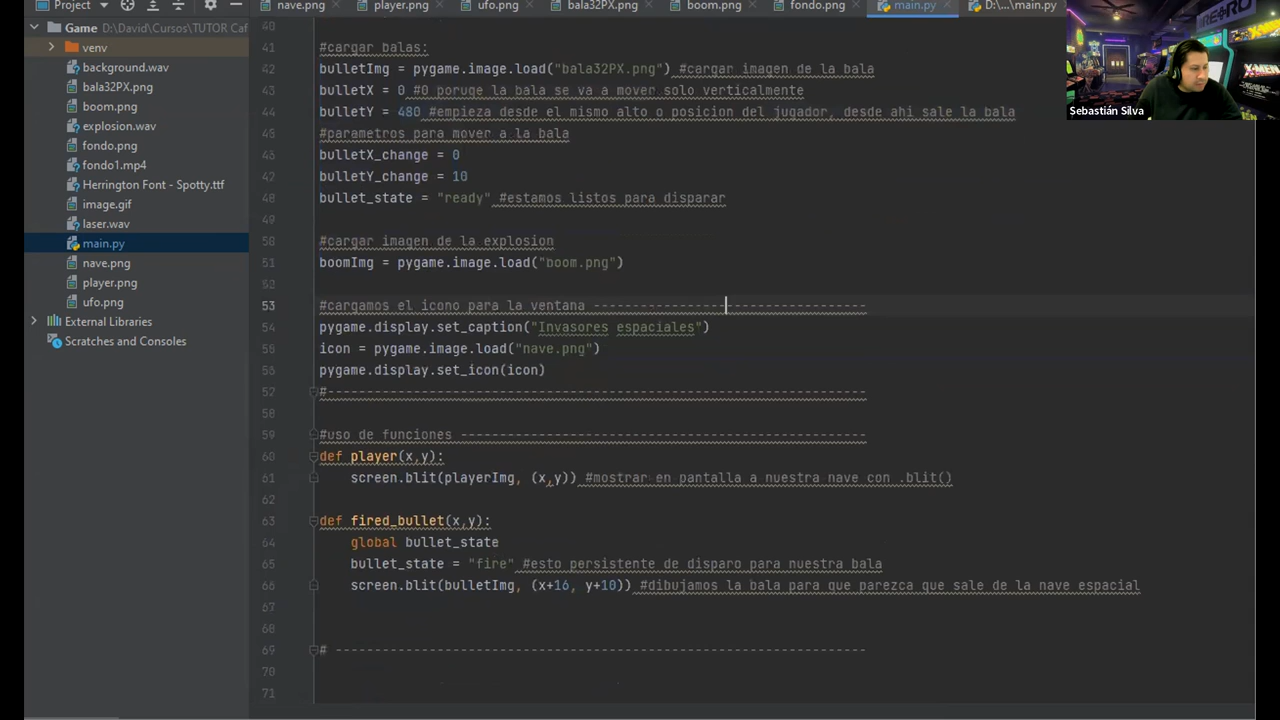 Project
nave.png
player.png
ufo.png
bala32PX.png
boom.png
fondo.png
main.py
D:\...\main.py
Game D:\David\Cursos\TUTOR Caf
venv
background.wav
bala32PX.png
boom.png
explosion.wav
fondo.png
fondo1.mp4
Herrington Font - Spotty.ttf
image.gif
laser.wav
main.py
nave.png
player.png
ufo.png
External Libraries
Scratches and Consoles
40
41 #cargar balas:
42 bulletImg = pygame.image.load("bala32PX.png") #cargar imagen de la bala
43 bulletX = 0 #0 poruge la bala se va a mover solo verticalmente
44 bulletY = 480 #empieza desde el mismo alto o posicion del jugador, desde ahi sale la bala
#parametros para mover a la bala
bulletX_change = 0
bulletY_change = 10
48 bullet_state = "ready" #estamos listos para disparar
49
50 #cargar imagen de la explosion
51 boomImg = pygame.image.load("boom.png")
53 #cargamos el icono para la ventana -----------------------------------
54 pygame.display.set_caption("Invasores espaciales")
icon = pygame.image.load("nave.png")
pygame.display.set_icon(icon)
#---------------------------------------------------------------------
58
59 #uso de funciones ----------------------------------------------------
60 def player(x,y):
61 screen.blit(playerImg, (x,y)) #mostrar en pantalla a nuestra nave con .blit()
62
63 def fired_bullet(x,y):
64 global bullet_state
65 bullet_state = "fire" #esto persistente de disparo para nuestra bala
66 screen.blit(bulletImg, (x+16, y+10)) #dibujamos la bala para que parezca que sale de la nave espacial
67
68
69 # --------------------------------------------------------------------
70
71
RETRO
X-MEN
Sebastián Silva